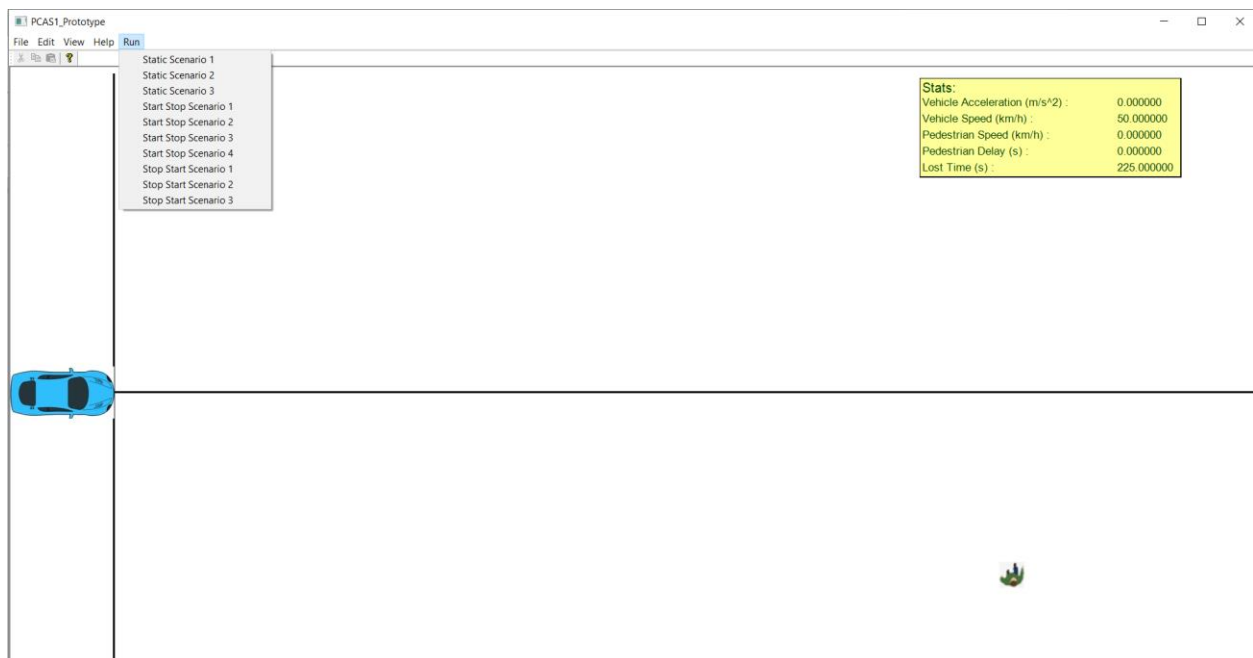 PCAS1_Prototype
File Edit View Help Run
Static Scenario 1
Static Scenario 2
Static Scenario 3
Start Stop Scenario 1
Start Stop Scenario 2
Start Stop Scenario 3
Start Stop Scenario 4
Stop Start Scenario 1
Stop Start Scenario 2
Stop Start Scenario 3
Stats:
Vehicle Acceleration (m/s^2) : 0.000000
Vehicle Speed (km/h) : 50.000000
Pedestrian Speed (km/h) : 0.000000
Pedestrian Delay (s) : 0.000000
Lost Time (s) : 225.000000